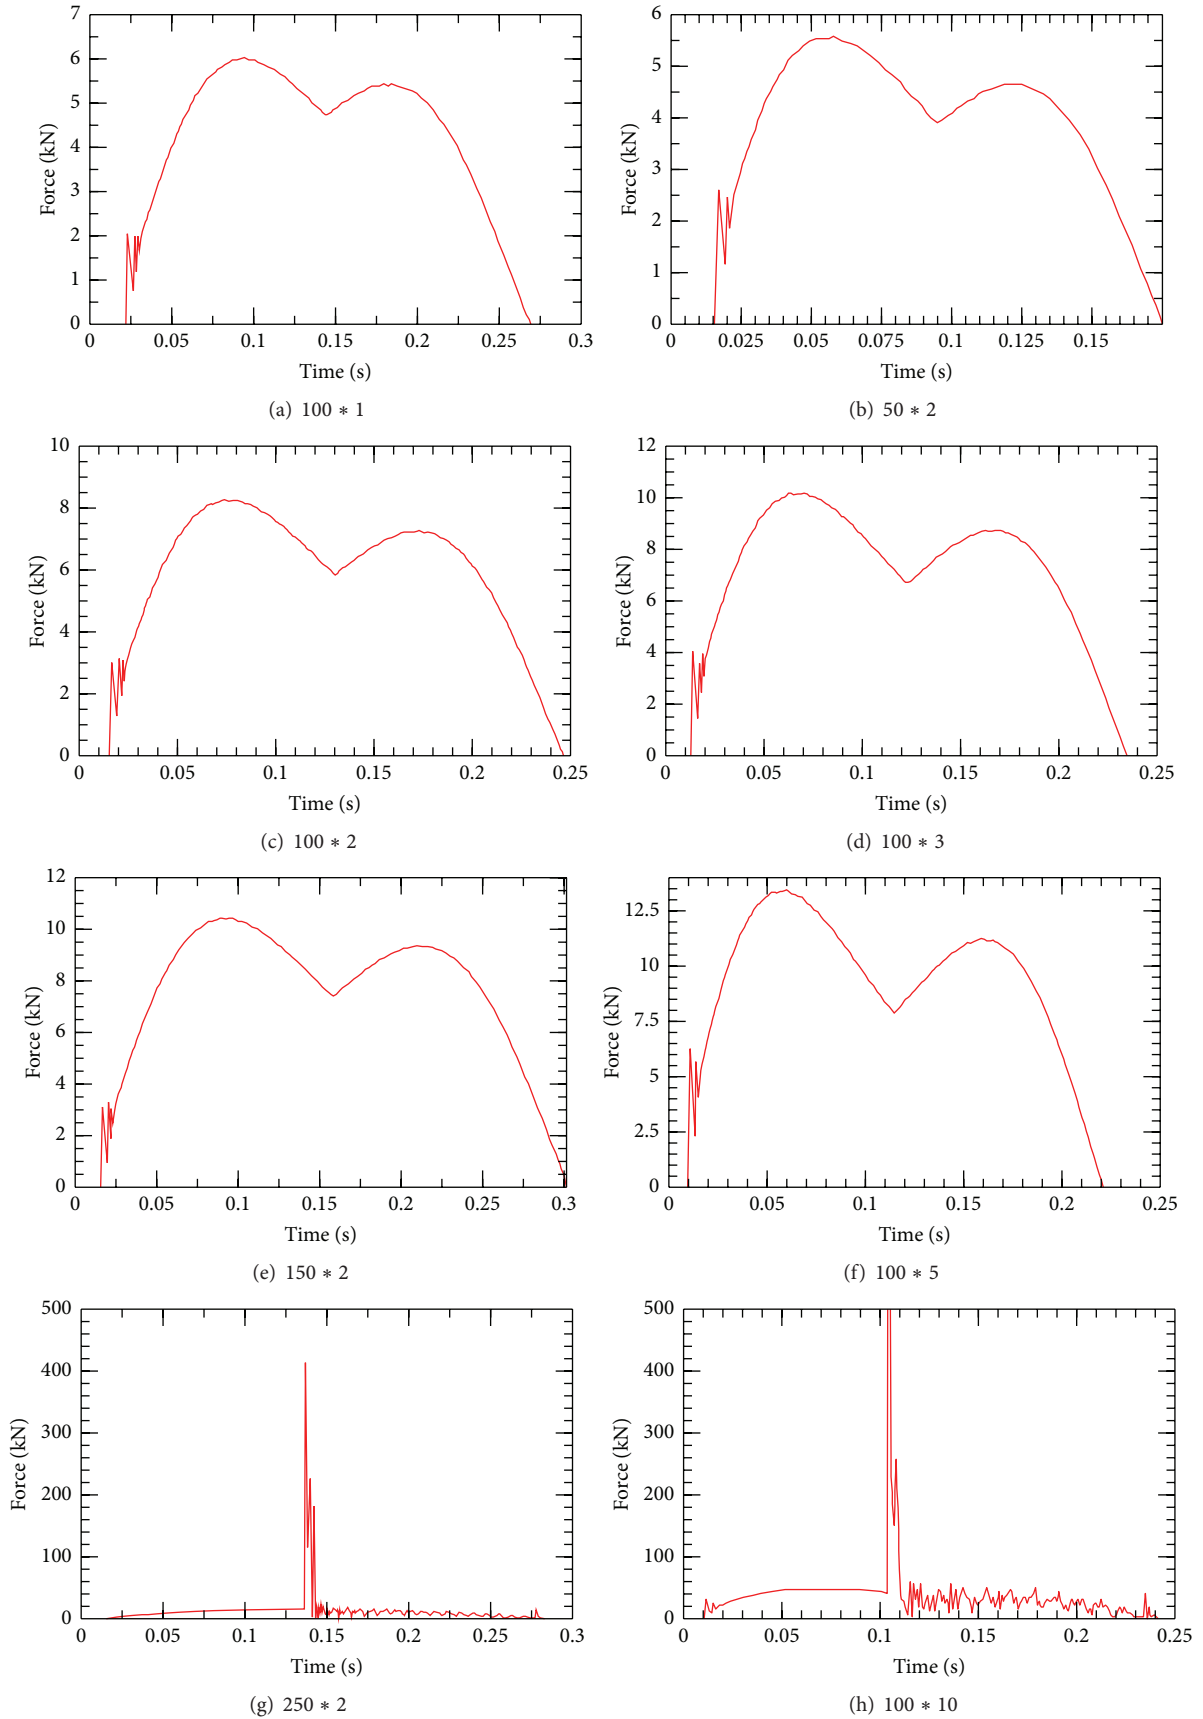 7
6
5
4
3
2
1
0
Force (kN)
0 0.05 0.1 0.15 0.2 0.25 0.3
Time (s)
(a) 100 * 1
6
5
4
3
2
1
0
Force (kN)
0 0.025 0.075 0.1 0.125 0.15
Time (s)
(b) 50 * 2
10
8
6
4
2
0
Force (kN)
0 0.05 0.1 0.15 0.2 0.25
Time (s)
(c) 100 * 2
12
10
8
6
4
2
0
Force (kN)
0 0.05 0.1 0.15 0.2 0.25
Time (s)
(d) 100 * 3
12
10
8
6
4
2
0
Force (kN)
0 0.05 0.1 0.15 0.2 0.25 0.3
Time (s)
(e) 150 * 2
12.5
10
7.5
5
2.5
0
Force (kN)
0 0.05 0.1 0.15 0.2 0.25
Time (s)
(f) 100 * 5
500
400
300
200
100
0
Force (kN)
0 0.05 0.1 0.15 0.2 0.25 0.3
Time (s)
(g) 250 * 2
500
400
300
200
100
0
Force (kN)
0 0.05 0.1 0.15 0.2 0.25
Time (s)
(h) 100 * 10